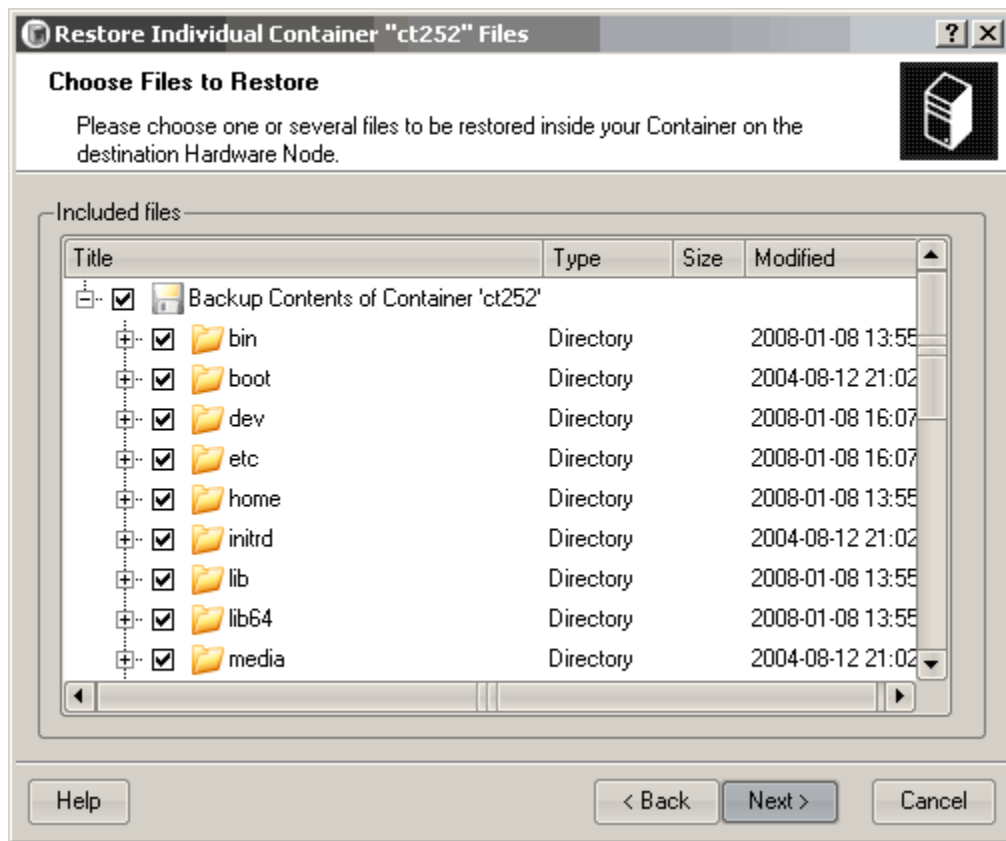 Restore Individual Container "ct252" Files
Choose Files to Restore
Please choose one or several files to be restored inside your Container on the
destination Hardware Node.
Included files
Title Type Size Modified
Backup Contents of Container 'ct252'
bin Directory 2008-01-08 13:55
boot Directory 2004-08-12 21:02
dev Directory 2008-01-08 16:07
etc Directory 2008-01-08 16:07
home Directory 2008-01-08 13:55
initrd Directory 2004-08-12 21:02
lib Directory 2008-01-08 13:55
lib64 Directory 2008-01-08 13:55
media Directory 2004-08-12 21:02
Help < Back Next > Cancel